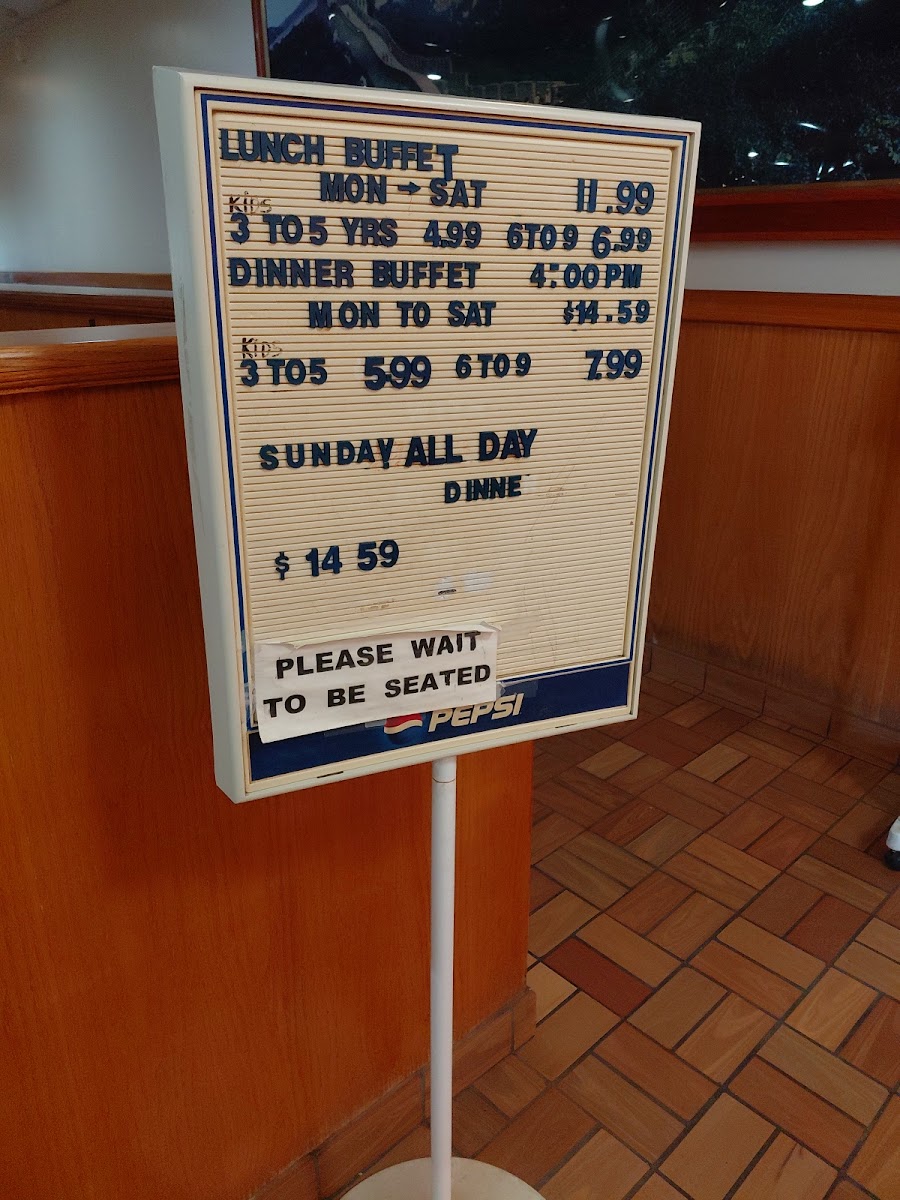 LUNCH BUFFET
MON → SAT 11.99
KiDS
3 TO 5 YRS 4.99 6 TO 9 6.99
DINNER BUFFET 4:00 PM
MON TO SAT $14.59
KiDS
3 TO 5 5.99 6 TO 9 7.99
SUNDAY ALL DAY
DINNE
$ 14 59
PLEASE WAIT
TO BE SEATED
PEPSI